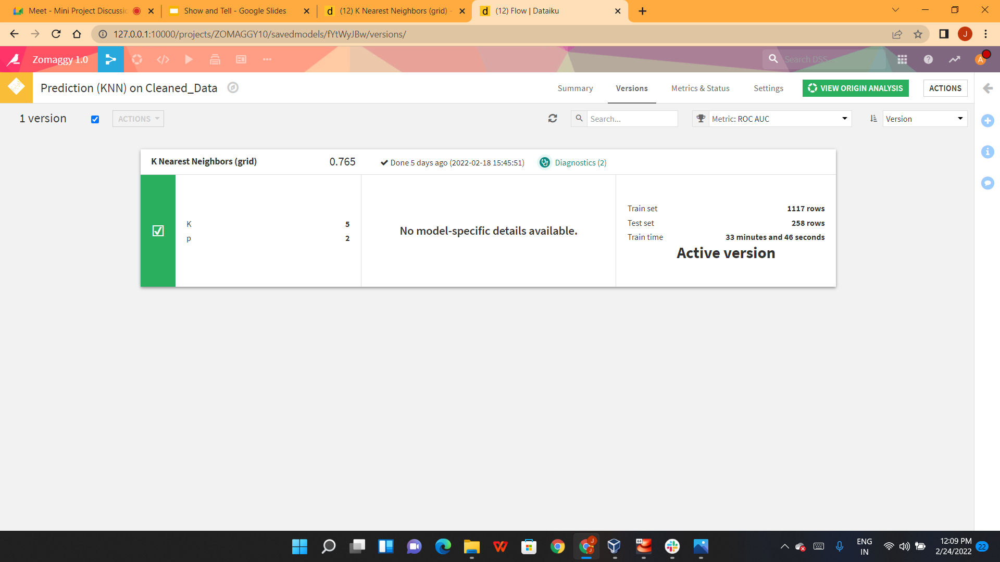 Meet - Mini Project Discussic
Show and Tell - Google Slides
(12) K Nearest Neighbors (grid) -
(12) Flow | Dataiku
127.0.0.1:10000/projects/ZOMAGGY10/savedmodels/fYtWyJBw/versions/
J
Zomaggy 1.0
Search DSS
A
Prediction (KNN) on Cleaned_Data
Summary
Versions
Metrics & Status
Settings
VIEW ORIGIN ANALYSIS
ACTIONS
1 version
ACTIONS
Search...
Metric: ROC AUC
Version
K Nearest Neighbors (grid)
0.765
Done 5 days ago (2022-02-18 15:45:51)
Diagnostics (2)
K 5
p 2
No model-specific details available.
Train set 1117 rows
Test set 258 rows
Train time 33 minutes and 46 seconds
Active version
ENG
IN
12:09 PM
2/24/2022
22